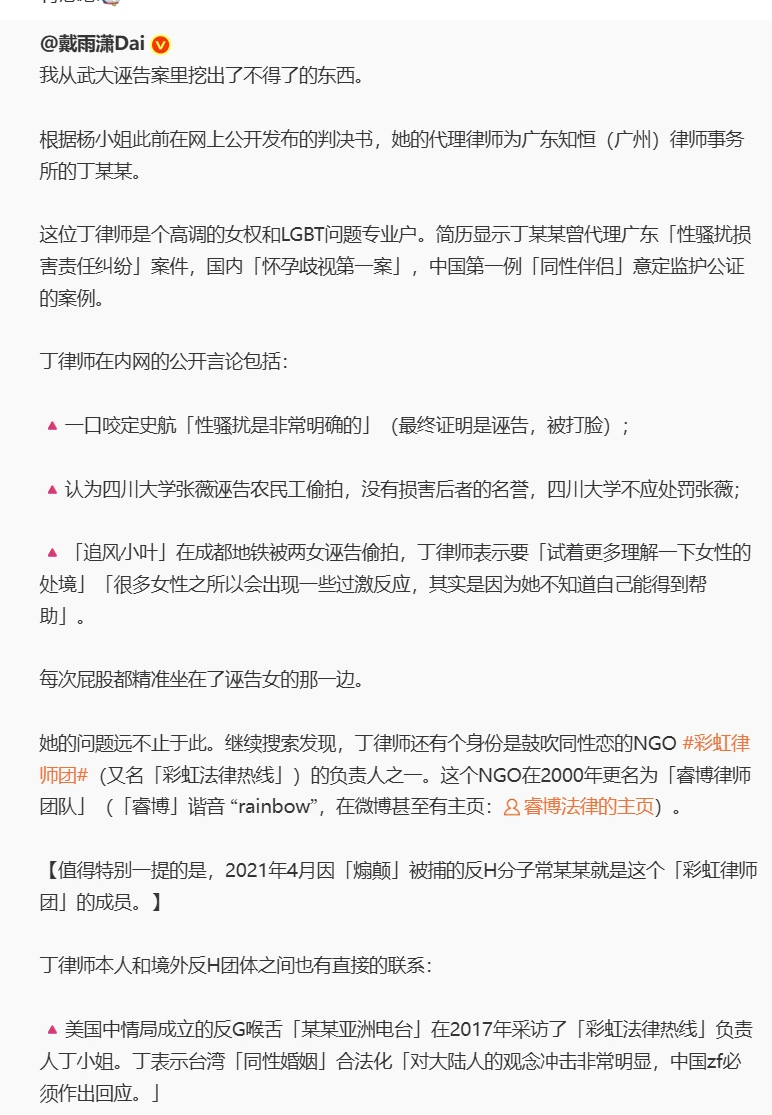 @戴雨潇Dai
我从武大诬告案里挖出了不得了的东西。
根据杨小姐此前在网上公开发布的判决书，她的代理律师为广东知恒（广州）律师事务
所的丁某某。
这位丁律师是个高调的女权和LGBT问题专业户。简历显示丁某某曾代理广东「性骚扰损
害责任纠纷」案件，国内「怀孕歧视第一案」，中国第一例「同性伴侣」意定监护公证
的案例。
丁律师在内网的公开言论包括：
🔺一口咬定史航「性骚扰是非常明确的」（最终证明是诬告，被打脸）；
🔺认为四川大学张薇诬告农民工偷拍，没有损害后者的名誉，四川大学不应处罚张薇；
🔺「追风小叶」在成都地铁被两女诬告偷拍，丁律师表示要「试着更多理解一下女性的
处境」「很多女性之所以会出现一些过激反应，其实是因为她不知道自己能得到帮
助」。
每次屁股都精准坐在了诬告女的那一边。
她的问题远不止于此。继续搜索发现，丁律师还有个身份是鼓吹同性恋的NGO #彩虹律
师团#（又名「彩虹法律热线」）的负责人之一。这个NGO在2000年更名为「睿博律师
团队」（「睿博」谐音 “rainbow”，在微博甚至有主页：睿博法律的主页）。
【值得特别一提的是，2021年4月因「煽颠」被捕的反H分子常某某就是这个「彩虹律师
团」的成员。】
丁律师本人和境外反H团体之间也有直接的联系：
🔺美国中情局成立的反G喉舌「某某亚洲电台」在2017年采访了「彩虹法律热线」负责
人丁小姐。丁表示台湾「同性婚姻」合法化「对大陆人的观念冲击非常明显，中国zf必
须作出回应。」